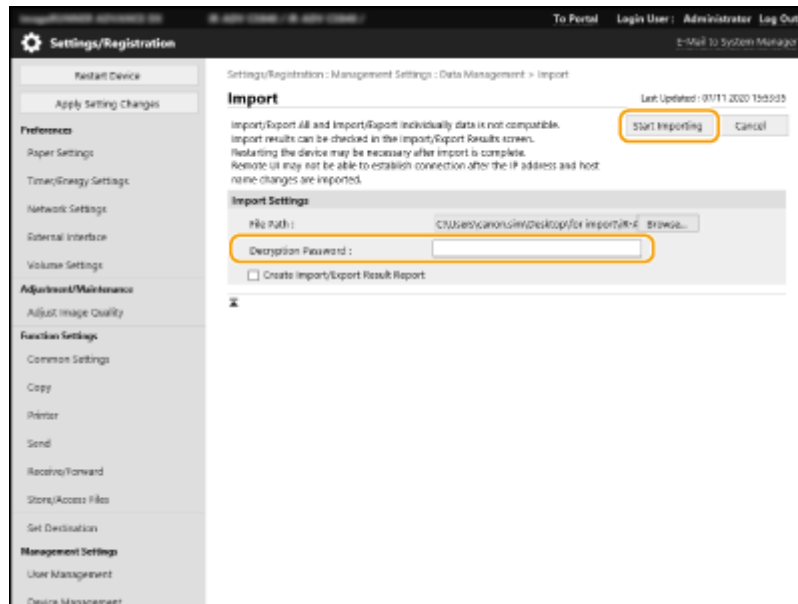 To Portal Login User : Administrator Log Out
Settings/Registration
E-Mail to System Manager
Restart Device
Apply Setting Changes
Preferences
Paper Settings
Timer/Energy Settings
Network Settings
External Interface
Volume Settings
Adjustment/Maintenance
Adjust Image Quality
Function Settings
Common Settings
Copy
Printer
Send
Receive/Forward
Store/Access Files
Set Destination
Management Settings
User Management
Device Management
Settings/Registration : Management Settings : Data Management > Import
Import
Last Updated : 07/11 2020 15:53:35
Import/Export All and Import/Export Individually data is not compatible.
Import results can be checked in the Import/Export Results screen.
Restarting the device may be necessary after import is complete.
Remote UI may not be able to establish connection after the IP address and host
name changes are imported.
Start Importing Cancel
Import Settings
File Path : C:\Users\canon.sim\Desktop\for import\iR-A Browse...
Decryption Password :
Create Import/Export Result Report